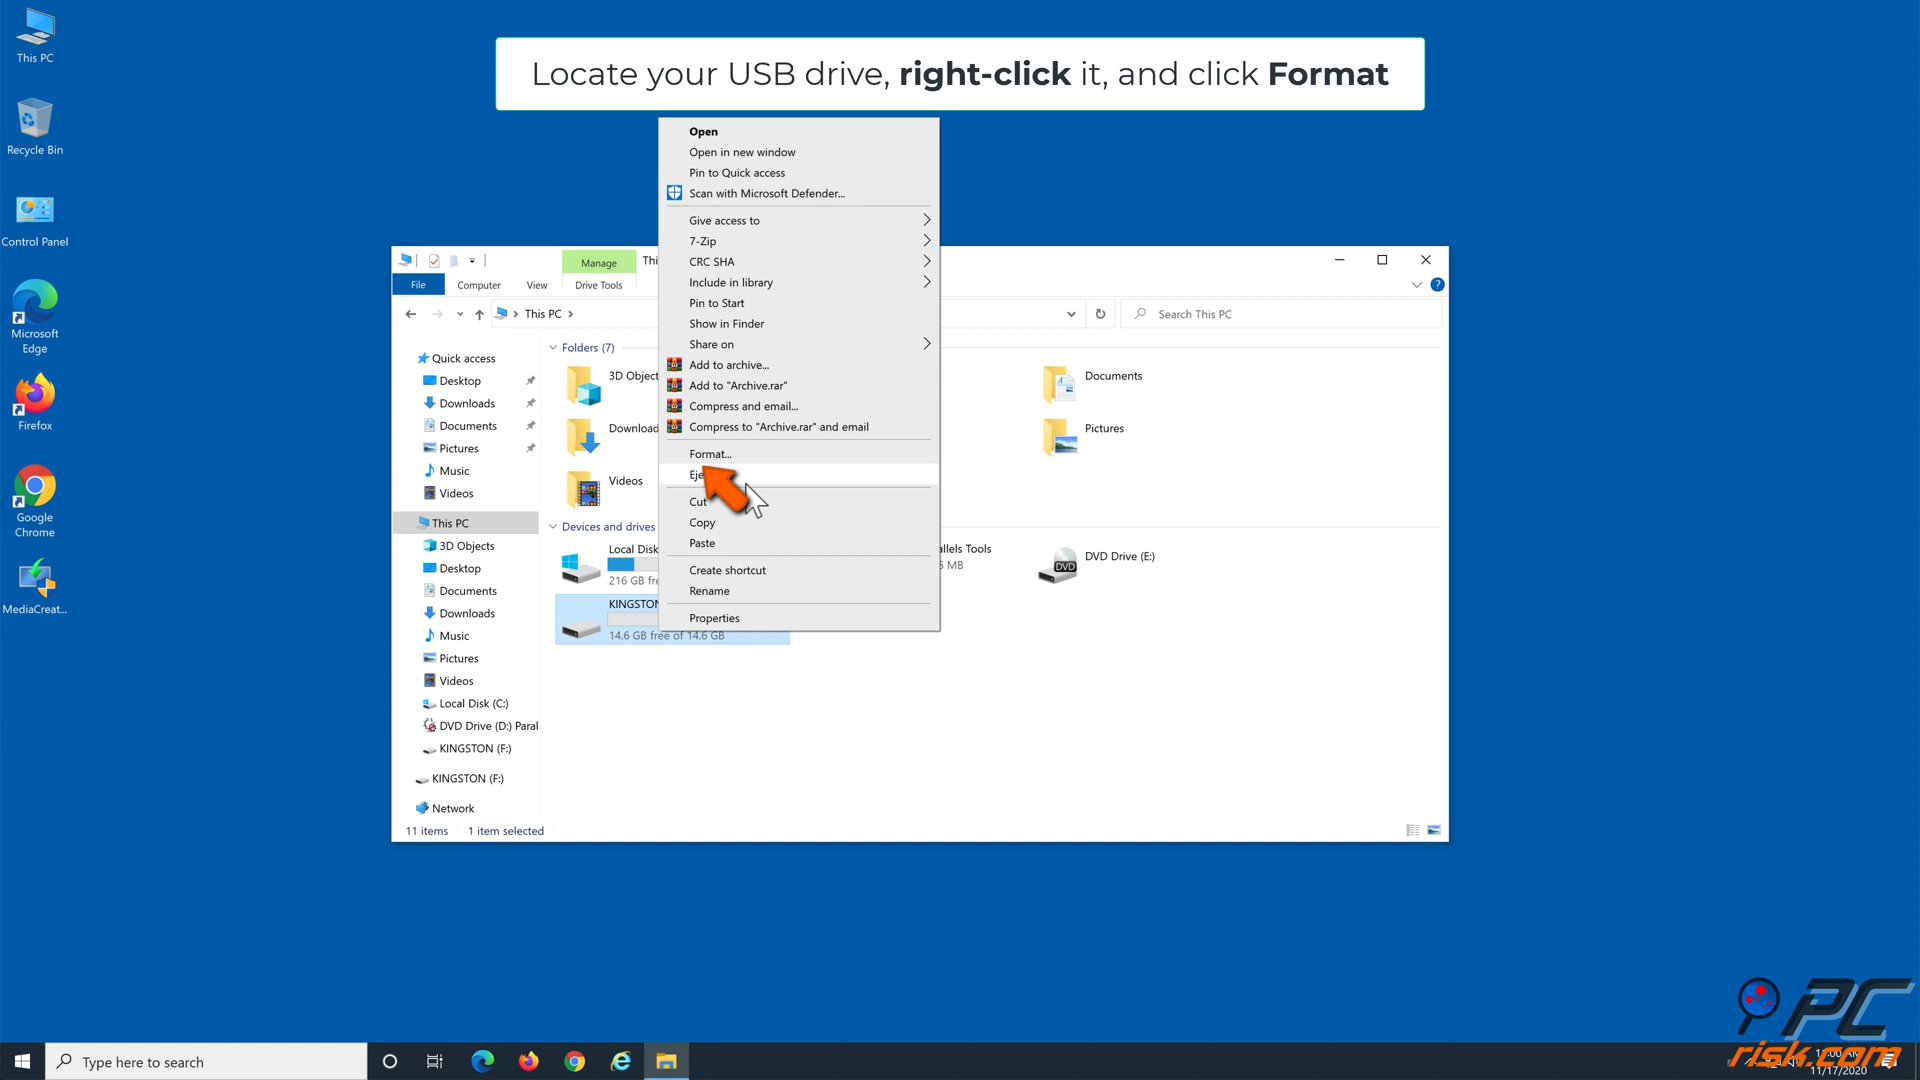 This PC
Recycle Bin
Control Panel
Microsoft
Edge
Firefox
Google
Chrome
MediaCreat...
Locate your USB drive, right-click it, and click Format
Open
Open in new window
Pin to Quick access
Scan with Microsoft Defender...
Give access to
7-Zip
CRC SHA
Include in library
Pin to Start
Show in Finder
Share on
Add to archive...
Add to "Archive.rar"
Compress and email...
Compress to "Archive.rar" and email
Format...
Eje
Cut
Copy
Paste
Create shortcut
Rename
Properties
Manage
Thi
File
Computer
View
Drive Tools
This PC
Search This PC
Quick access
Desktop
Downloads
Documents
Pictures
Music
Videos
This PC
3D Objects
Desktop
Documents
Downloads
Music
Pictures
Videos
Local Disk (C:)
DVD Drive (D:) Paral
KINGSTON (F:)
KINGSTON (F:)
Network
11 items 1 item selected
Folders (7)
3D Object
Download
Videos
Documents
Pictures
Devices and drives
Local Disk
216 GB fre
KINGSTON
14.6 GB free of 14.6 GB
allels Tools
MB
DVD Drive (E:)
DVD
Type here to search
PC
risk.com
11/17/2020